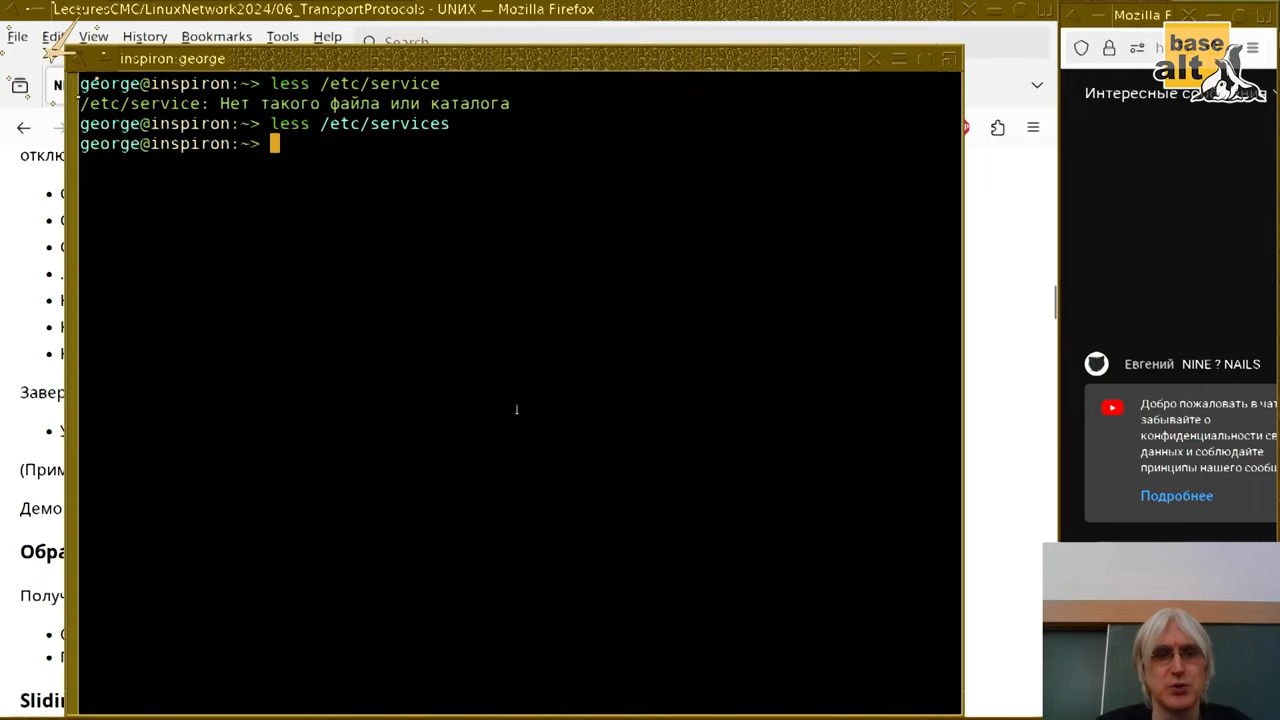 LecturesCMC/LinuxNetwork2024/06_TransportProtocols - UNIX — Mozilla Firefox
Mozilla F
File Edit View History Bookmarks Tools Help
Search
base
alt
inspiron:george
george@inspiron:~> less /etc/service
/etc/service: Нет такого файла или каталога
george@inspiron:~> less /etc/services
george@inspiron:~>
Интересные
отклю
Завер
(Прим
Демо
Обра
Получ
Slidin
Евгений NINE ? NAILS
Добро пожаловать в чат
забывайте о
конфиденциальности св
данных и соблюдайте
принципы нашего сообщ
Подробнее